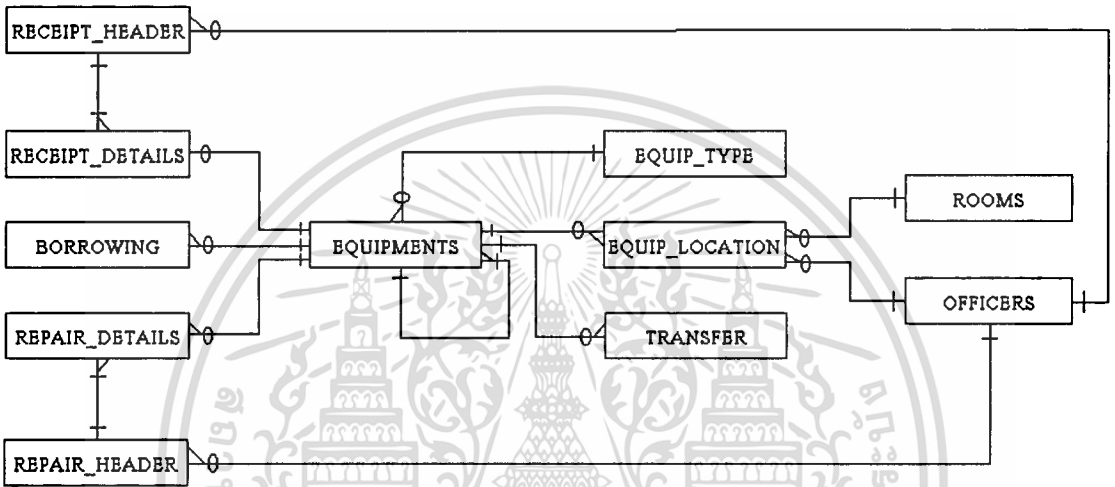 RECEIPT_HEADER
RECEIPT_DETAILS
EQUIP_TYPE
ROOMS
BORROWING
EQUIPMENTS
EQUIP_LOCATION
OFFICERS
REPAIR_DETAILS
TRANSFER
REPAIR_HEADER